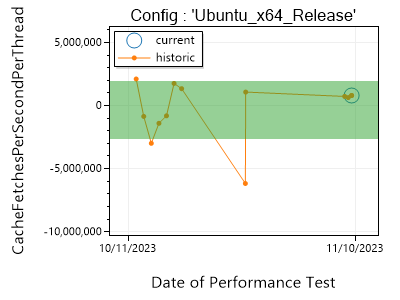 Config : 'Ubuntu_x64_Release'
current
historic
CacheFetchesPerSecondPerThread
5,000,000
0
-5,000,000
-10,000,000
10/11/2023
11/10/2023
Date of Performance Test